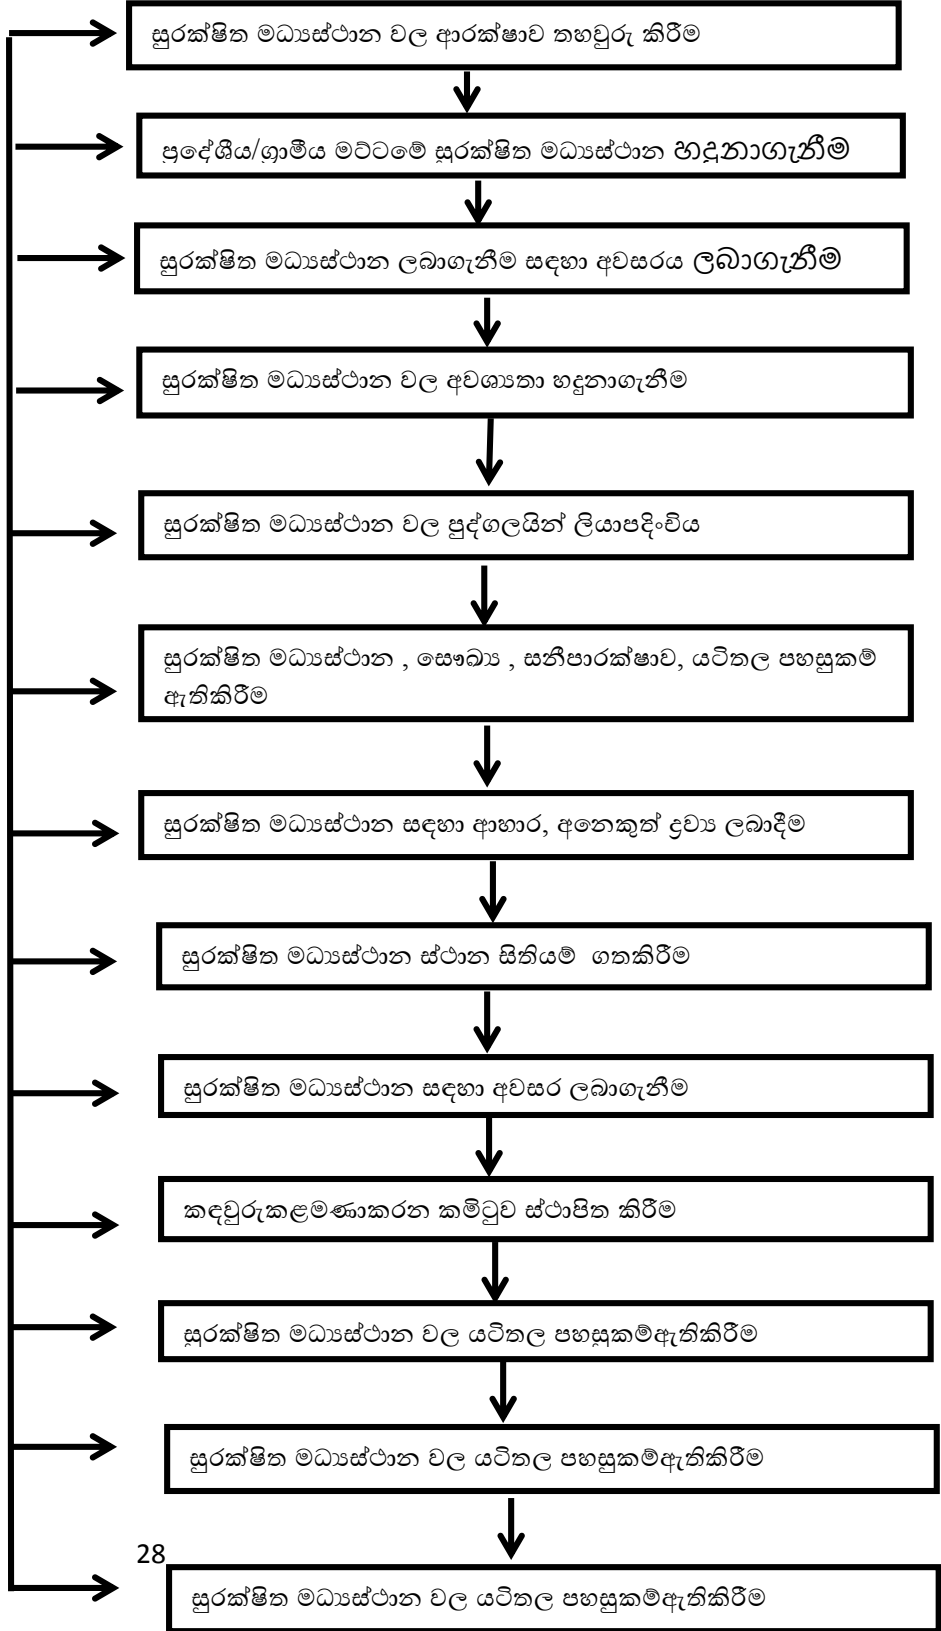 සුරක්ෂිත මධ්‍යස්ථාන වල ආරක්ෂාව තහවුරු කිරීම
ප්‍රදේශීය/ග්‍රාමීය මට්ටමේ සුරක්ෂිත මධ්‍යස්ථාන හදුනාගැනීම
සුරක්ෂිත මධ්‍යස්ථාන ලබාගැනීම සඳහා අවසරය ලබාගැනීම
සුරක්ෂිත මධ්‍යස්ථාන වල අවශ්‍යතා හදුනාගැනීම
සුරක්ෂිත මධ්‍යස්ථාන වල පුද්ගලයින් ලියාපදිංචිය
සුරක්ෂිත මධ්‍යස්ථාන , සෞඛ්‍ය , සනීපාරක්ෂාව, යටිතල පහසුකම්
ඇතිකිරීම
සුරක්ෂිත මධ්‍යස්ථාන සඳහා ආහාර, අනෙකුත් ද්‍රව්‍ය ලබාදීම
සුරක්ෂිත මධ්‍යස්ථාන ස්ථාන සිතියම් ගතකිරීම
සුරක්ෂිත මධ්‍යස්ථාන සඳහා අවසර ලබාගැනීම
කඳවුරුකළමණාකරන කමිටුව ස්ථාපිත කිරීම
සුරක්ෂිත මධ්‍යස්ථාන වල යටිතල පහසුකම්ඇතිකිරීම
සුරක්ෂිත මධ්‍යස්ථාන වල යටිතල පහසුකම්ඇතිකිරීම
28
සුරක්ෂිත මධ්‍යස්ථාන වල යටිතල පහසුකම්ඇතිකිරීම